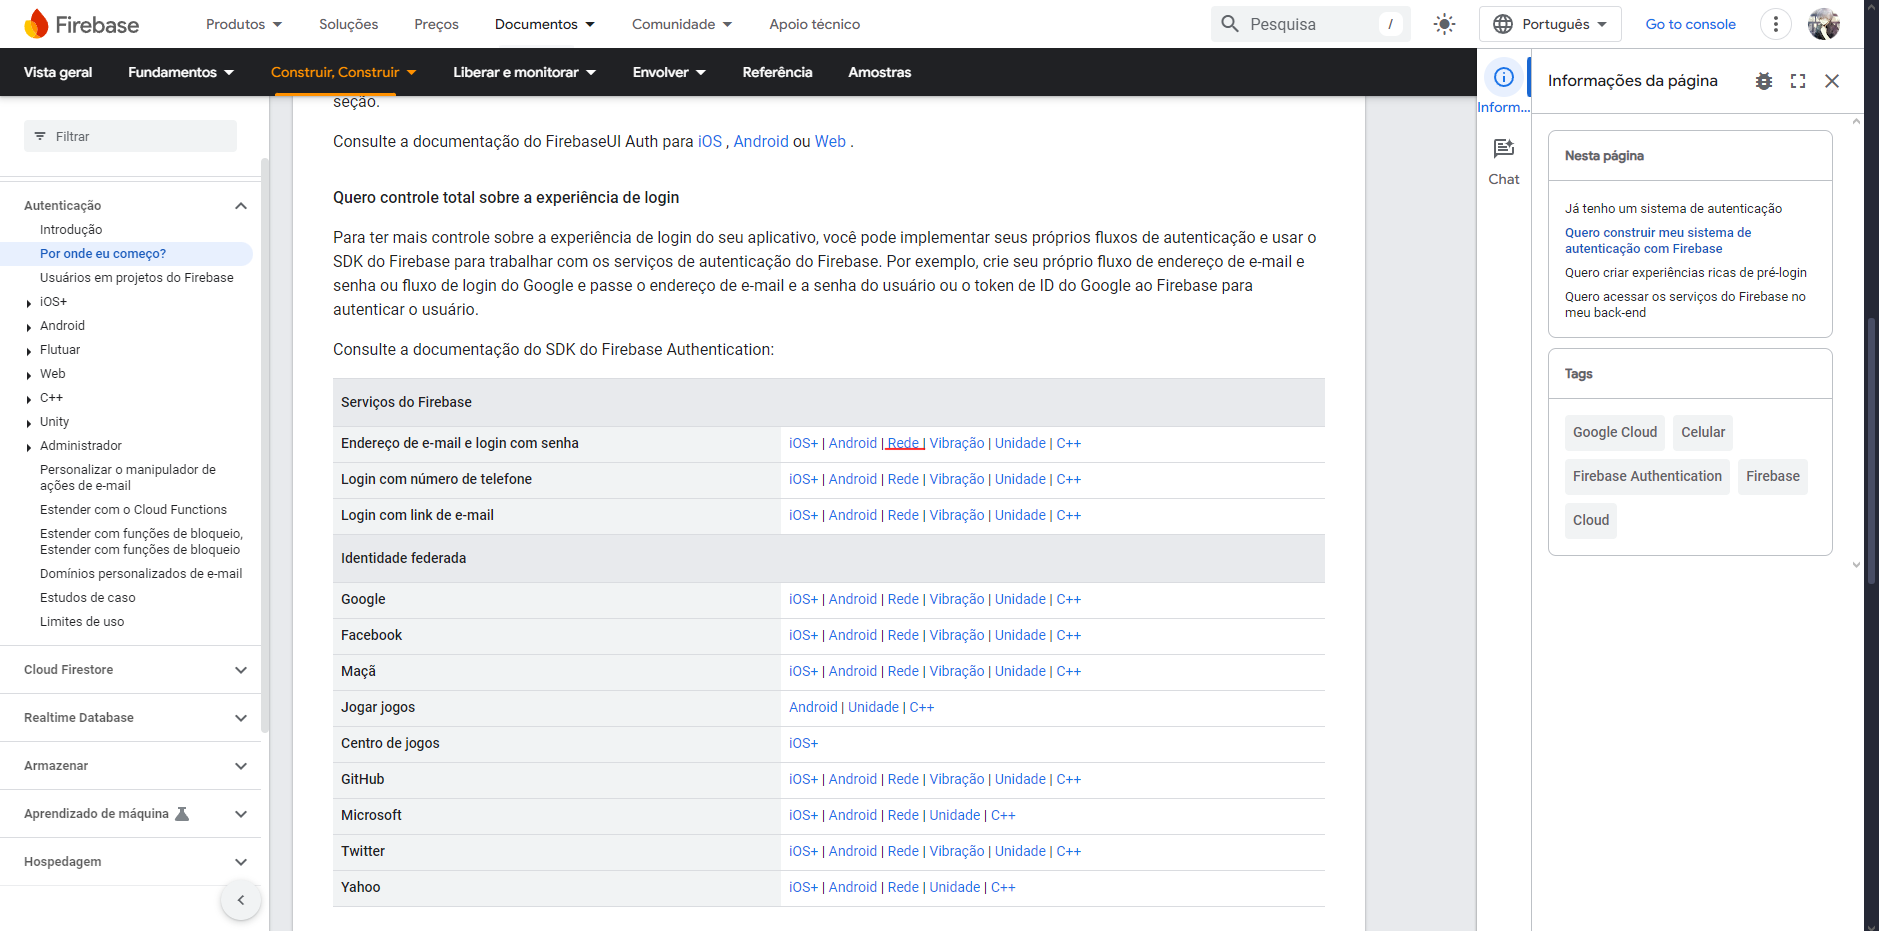 Firebase
Produtos
Soluções
Preços
Documentos
Comunidade
Apoio técnico
Pesquisa
/
Português
Go to console
Vista geral
Fundamentos
Construir, Construir
Liberar e monitorar
Envolver
Referência
Amostras
Filtrar
Autenticação
Introdução
Por onde eu começo?
Usuários em projetos do Firebase
iOS+
Android
Flutuar
Web
C++
Unity
Administrador
Personalizar o manipulador de
ações de e-mail
Estender com o Cloud Functions
Estender com funções de bloqueio,
Estender com funções de bloqueio
Domínios personalizados de e-mail
Estudos de caso
Limites de uso
Cloud Firestore
Realtime Database
Armazenar
Aprendizado de máquina
Hospedagem
seção.
Consulte a documentação do FirebaseUI Auth para iOS , Android ou Web .
Quero controle total sobre a experiência de login
Para ter mais controle sobre a experiência de login do seu aplicativo, você pode implementar seus próprios fluxos de autenticação e usar o
SDK do Firebase para trabalhar com os serviços de autenticação do Firebase. Por exemplo, crie seu próprio fluxo de endereço de e-mail e
senha ou fluxo de login do Google e passe o endereço de e-mail e a senha do usuário ou o token de ID do Google ao Firebase para
autenticar o usuário.
Consulte a documentação do SDK do Firebase Authentication:
Serviços do Firebase
Endereço de e-mail e login com senha iOS+ | Android | Rede | Vibração | Unidade | C++
Login com número de telefone iOS+ | Android | Rede | Vibração | Unidade | C++
Login com link de e-mail iOS+ | Android | Rede | Vibração | Unidade | C++
Identidade federada
Google iOS+ | Android | Rede | Vibração | Unidade | C++
Facebook iOS+ | Android | Rede | Vibração | Unidade | C++
Maçã iOS+ | Android | Rede | Vibração | Unidade | C++
Jogar jogos Android | Unidade | C++
Centro de jogos iOS+
GitHub iOS+ | Android | Rede | Vibração | Unidade | C++
Microsoft iOS+ | Android | Rede | Unidade | C++
Twitter iOS+ | Android | Rede | Vibração | Unidade | C++
Yahoo iOS+ | Android | Rede | Unidade | C++
Inform...
Chat
Informações da página
Nesta página
Já tenho um sistema de autenticação
Quero construir meu sistema de
autenticação com Firebase
Quero criar experiências ricas de pré-login
Quero acessar os serviços do Firebase no
meu back-end
Tags
Google Cloud
Celular
Firebase Authentication
Firebase
Cloud